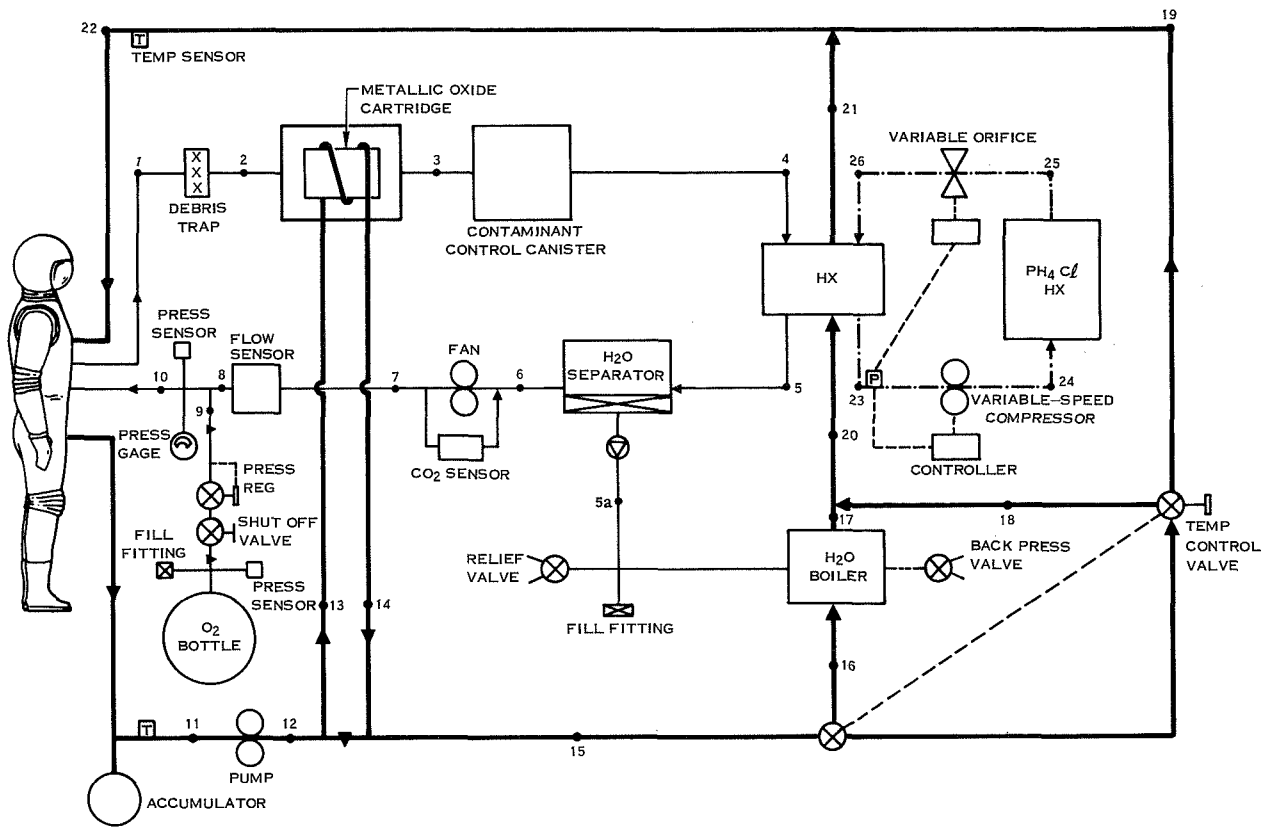 22
19
T
TEMP SENSOR
METALLIC OXIDE
CARTRIDGE
21
VARIABLE ORIFICE
1
X
X
X
2
3
4
26
25
DEBRIS
TRAP
CONTAMINANT
CONTROL CANISTER
HX
PH4 Cl
HX
PRESS
SENSOR
FLOW
SENSOR
FAN
H2O
SEPARATOR
10
8
7
6
5
P
23
24
VARIABLE-SPEED
COMPRESSOR
9
PRESS
GAGE
CO2 SENSOR
20
CONTROLLER
PRESS
REG
5a
17
18
SHUT OFF
VALVE
TEMP
CONTROL
VALVE
FILL
FITTING
RELIEF
VALVE
H2O
BOILER
BACK PRESS
VALVE
PRESS
SENSOR
13
14
FILL FITTING
O2
BOTTLE
16
T
11
12
15
PUMP
ACCUMULATOR